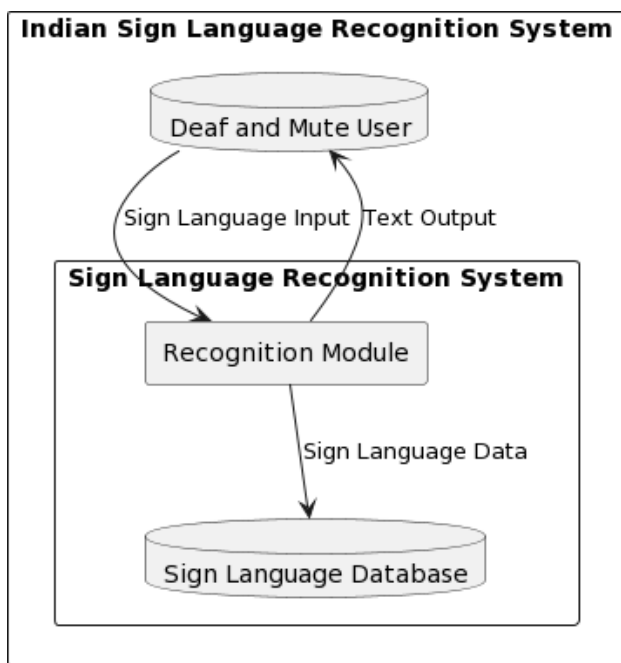 Indian Sign Language Recognition System
Deaf and Mute User
Sign Language Input
Text Output
Sign Language Recognition System
Recognition Module
Sign Language Data
Sign Language Database